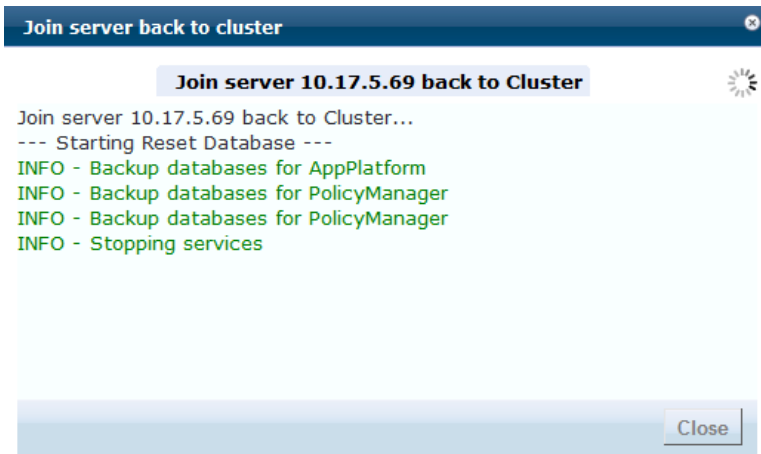 Join server back to cluster
Join server 10.17.5.69 back to Cluster
Join server 10.17.5.69 back to Cluster...
--- Starting Reset Database ---
INFO - Backup databases for AppPlatform
INFO - Backup databases for PolicyManager
INFO - Backup databases for PolicyManager
INFO - Stopping services
Close